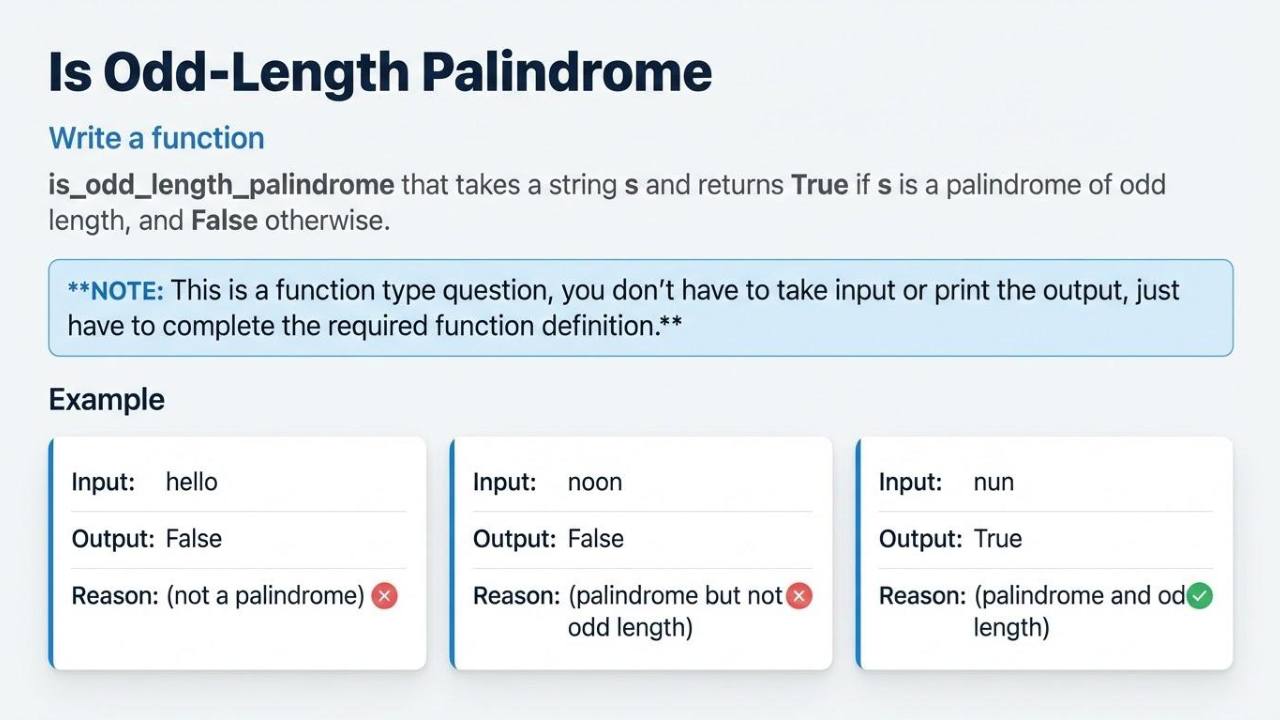 Is Odd-Length Palindrome
Write a function
is_odd_length_palindrome that takes a string s and returns True if s is a palindrome of odd
length, and False otherwise.
**NOTE: This is a function type question, you don’t have to take input or print the output, just
have to complete the required function definition.**
Example
Input: hello
Output: False
Reason: (not a palindrome)
Input: noon
Output: False
Reason: (palindrome but not
odd length)
Input: nun
Output: True
Reason: (palindrome and od
length)